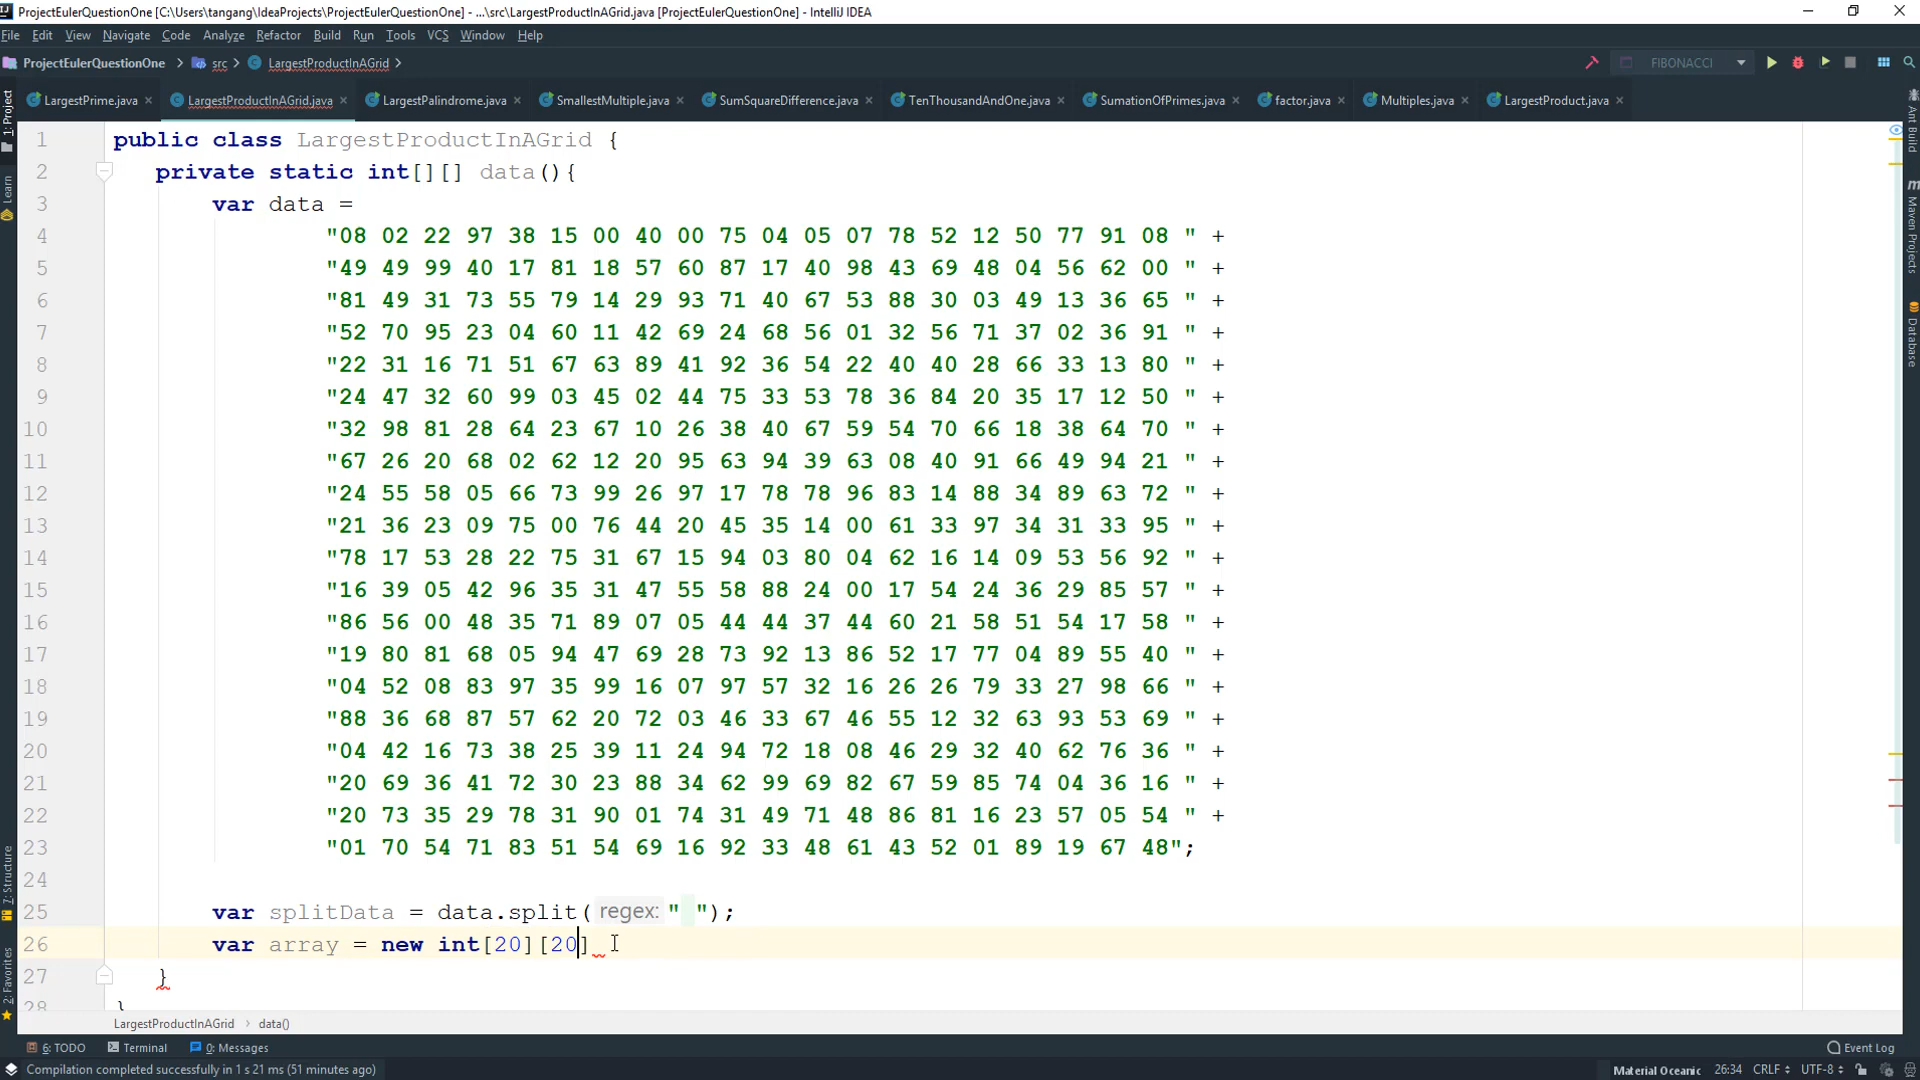 ProjectEulerQuestionOne [C:\Users\tangang\IdeaProjects\ProjectEulerQuestionOne] - ...\src\LargestProductInAGrid.java [ProjectEulerQuestionOne] - IntelliJ IDEA
File Edit View Navigate Code Analyze Refactor Build Run Tools VCS Window Help
ProjectEulerQuestionOne src LargestProductInAGrid FIBONACCI
LargestPrime.java LargestProductInAGrid.java LargestPalindrome.java SmallestMultiple.java SumSquareDifference.java TenThousandAndOne.java SumationOfPrimes.java factor.java Multiples.java LargestProduct.java
1: Project
Learn
7: Structure
2: Favorites
Ant Build
Maven Projects
Database
1 public class LargestProductInAGrid {
2 private static int[][] data(){
3 var data =
4 "08 02 22 97 38 15 00 40 00 75 04 05 07 78 52 12 50 77 91 08 " +
5 "49 49 99 40 17 81 18 57 60 87 17 40 98 43 69 48 04 56 62 00 " +
6 "81 49 31 73 55 79 14 29 93 71 40 67 53 88 30 03 49 13 36 65 " +
7 "52 70 95 23 04 60 11 42 69 24 68 56 01 32 56 71 37 02 36 91 " +
8 "22 31 16 71 51 67 63 89 41 92 36 54 22 40 40 28 66 33 13 80 " +
9 "24 47 32 60 99 03 45 02 44 75 33 53 78 36 84 20 35 17 12 50 " +
10 "32 98 81 28 64 23 67 10 26 38 40 67 59 54 70 66 18 38 64 70 " +
11 "67 26 20 68 02 62 12 20 95 63 94 39 63 08 40 91 66 49 94 21 " +
12 "24 55 58 05 66 73 99 26 97 17 78 78 96 83 14 88 34 89 63 72 " +
13 "21 36 23 09 75 00 76 44 20 45 35 14 00 61 33 97 34 31 33 95 " +
14 "78 17 53 28 22 75 31 67 15 94 03 80 04 62 16 14 09 53 56 92 " +
15 "16 39 05 42 96 35 31 47 55 58 88 24 00 17 54 24 36 29 85 57 " +
16 "86 56 00 48 35 71 89 07 05 44 44 37 44 60 21 58 51 54 17 58 " +
17 "19 80 81 68 05 94 47 69 28 73 92 13 86 52 17 77 04 89 55 40 " +
18 "04 52 08 83 97 35 99 16 07 97 57 32 16 26 26 79 33 27 98 66 " +
19 "88 36 68 87 57 62 20 72 03 46 33 67 46 55 12 32 63 93 53 69 " +
20 "04 42 16 73 38 25 39 11 24 94 72 18 08 46 29 32 40 62 76 36 " +
21 "20 69 36 41 72 30 23 88 34 62 99 69 82 67 59 85 74 04 36 16 " +
22 "20 73 35 29 78 31 90 01 74 31 49 71 48 86 81 16 23 57 05 54 " +
23 "01 70 54 71 83 51 54 69 16 92 33 48 61 43 52 01 89 19 67 48";
24
25 var splitData = data.split( regex: " ");
26 var array = new int[20][20]
27 }
28 }
LargestProductInAGrid data()
6: TODO Terminal 0: Messages Event Log
Compilation completed successfully in 1 s 21 ms (51 minutes ago) Material Oceanic 26:34 CRLF UTF-8